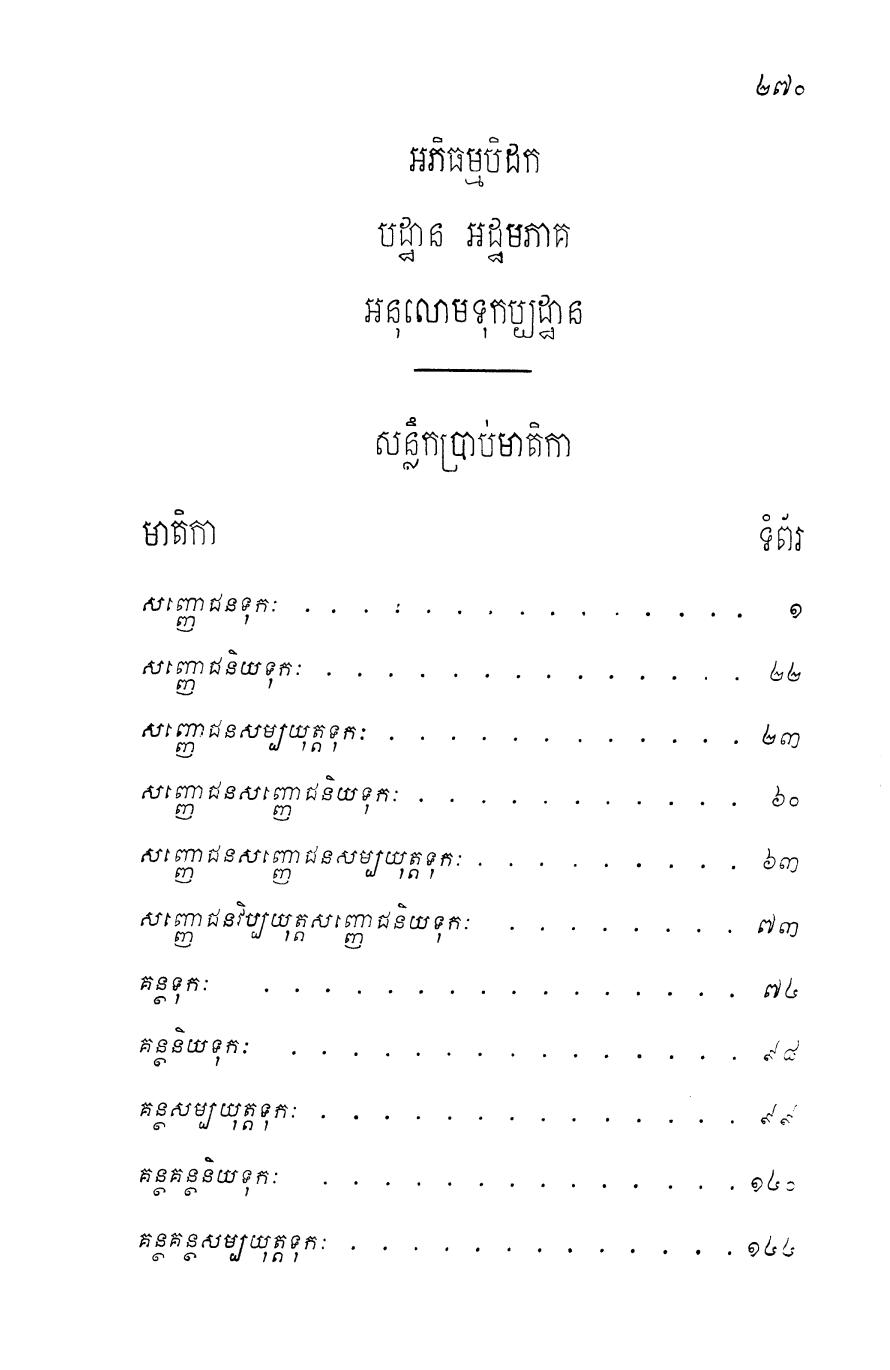 ២៧០
អភិធម្មបិដក
បដ្ឋាន អដ្ឋមភាគ
អនុលោមទុកប្បដ្ឋាន
សន្លឹកប្រាប់មាតិកា
មាតិកា ទំព័រ
សញ្ញោជនទុកៈ . . . . . . . . . . . . . . . ១
សញ្ញោជនិយទុកៈ . . . . . . . . . . . . . . ២២
សញ្ញោជនសម្បយុត្តទុកៈ . . . . . . . . . . . . ២៣
សញ្ញោជនសញ្ញោជនិយទុកៈ . . . . . . . . . . . ៦០
សញ្ញោជនសញ្ញោជនសម្បយុត្តទុកៈ . . . . . . . . . ៦៣
សញ្ញោជនវិប្បយុត្តសញ្ញោជនិយទុកៈ . . . . . . . . ៧៣
គន្ថទុកៈ . . . . . . . . . . . . . . . . ៧៤
គន្ថនិយទុកៈ . . . . . . . . . . . . . . . ៩៨
គន្ថសម្បយុត្តទុកៈ . . . . . . . . . . . . . . ៩៩
គន្ថគន្ថនិយទុកៈ . . . . . . . . . . . . . . ១៤០
គន្ថគន្ថសម្បយុត្តទុកៈ . . . . . . . . . . . . . ១៤៤